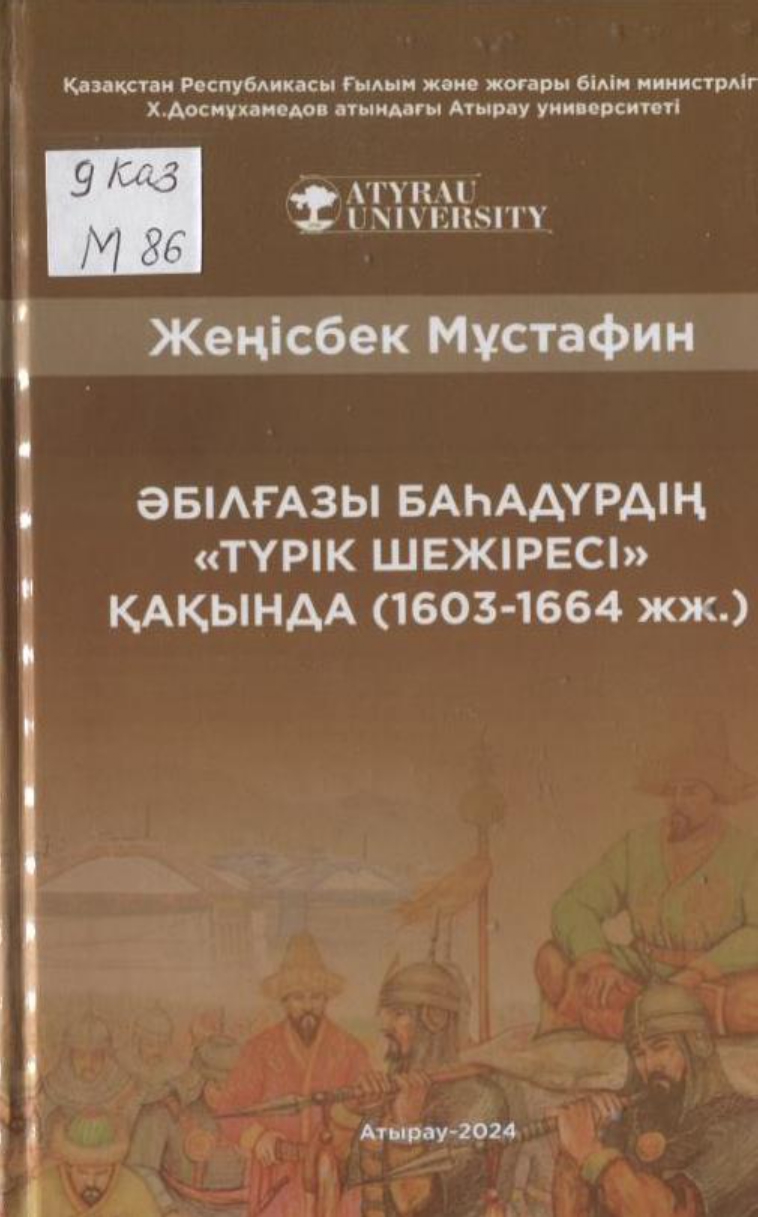 Қазақстан Республикасы Ғылым және жоғары білім министрліг
Х.Досмұхамедов атындағы Атырау университеті
9 каз
М 86
ATYRAU
UNIVERSITY
Жеңісбек Мұстафин
ӘБІЛҒАЗЫ БАҺАДҮРДІҢ
«ТҮРІК ШЕЖІРЕСІ»
ҚАҚЫНДА (1603-1664 жж.)
Атырау-2024